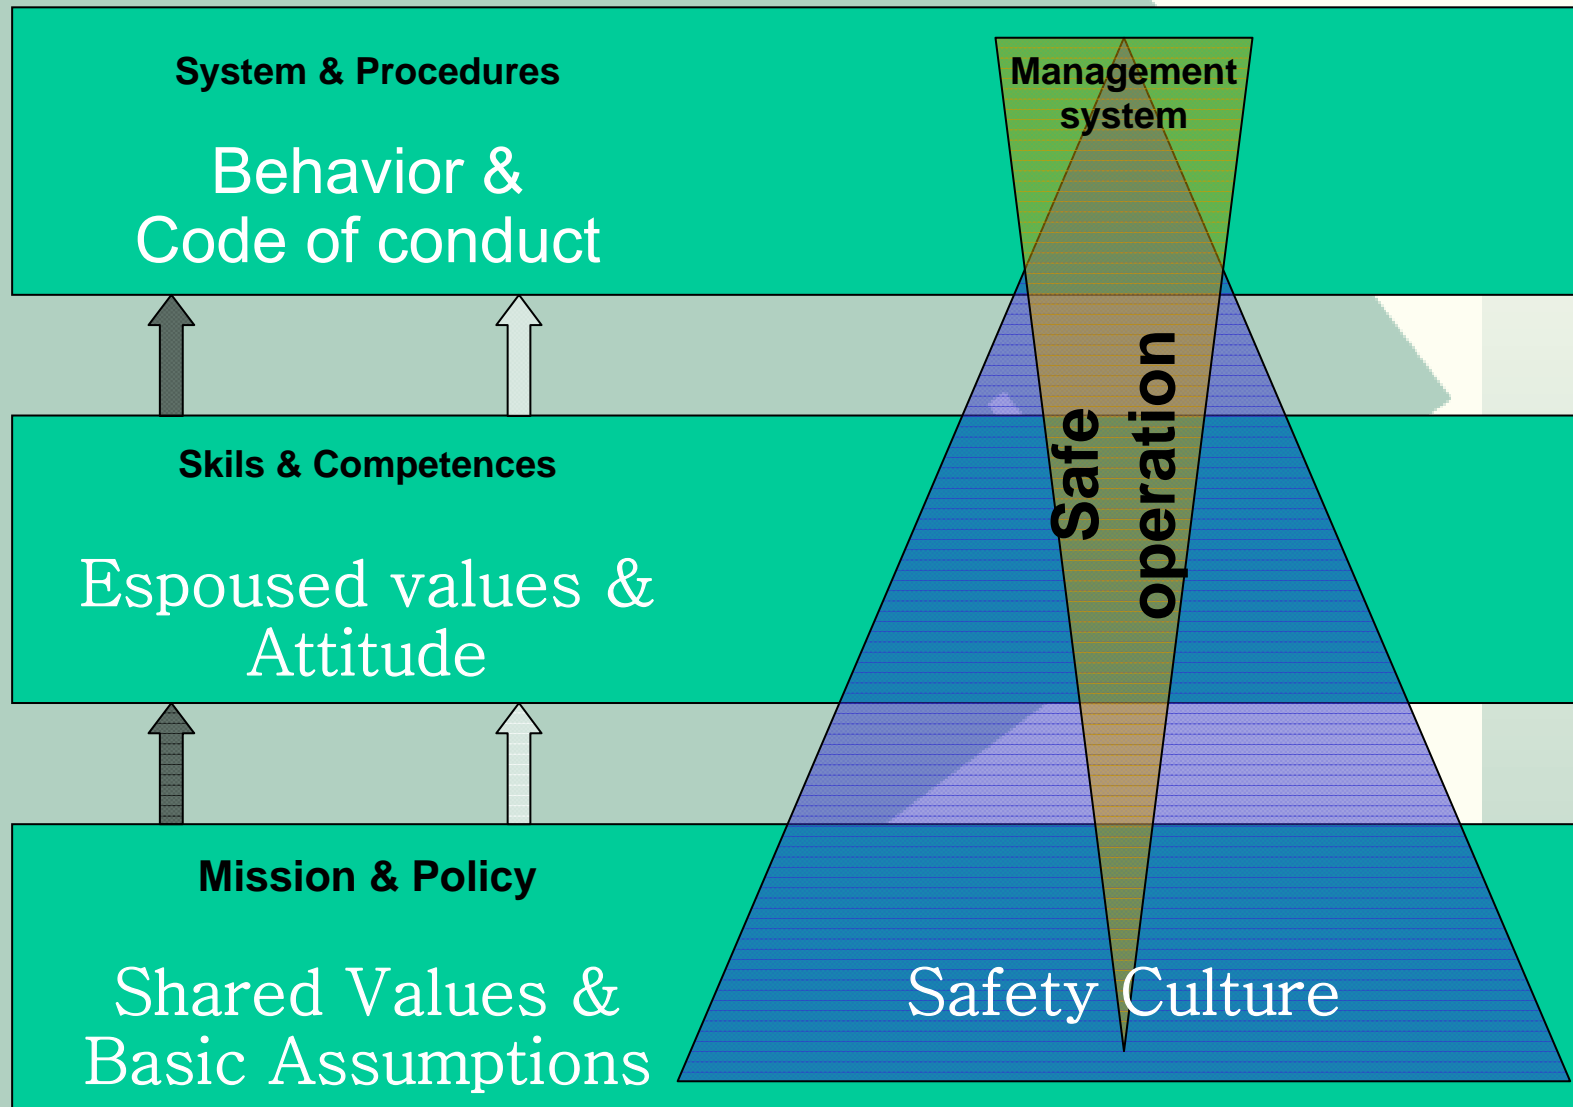 System & Procedures
Behavior &
Code of conduct
Management
system
Safe
operation
Skils & Competences
Espoused values &
Attitude
Mission & Policy
Shared Values &
Basic Assumptions
Safety Culture